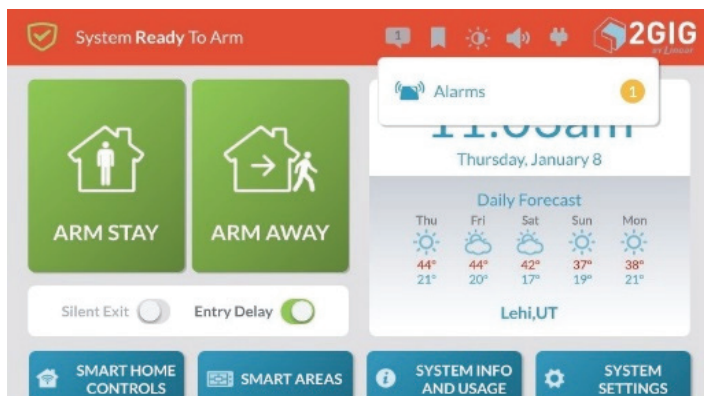 System Ready To Arm
1
2GIG
BY Linear
Alarms
1
Thursday, January 8
ARM STAY
ARM AWAY
Daily Forecast
Thu Fri Sat Sun Mon
44° 44° 42° 37° 38°
21° 20° 17° 19° 21°
Lehi,UT
Silent Exit
Entry Delay
SMART HOME
CONTROLS
SMART AREAS
SYSTEM INFO
AND USAGE
SYSTEM
SETTINGS